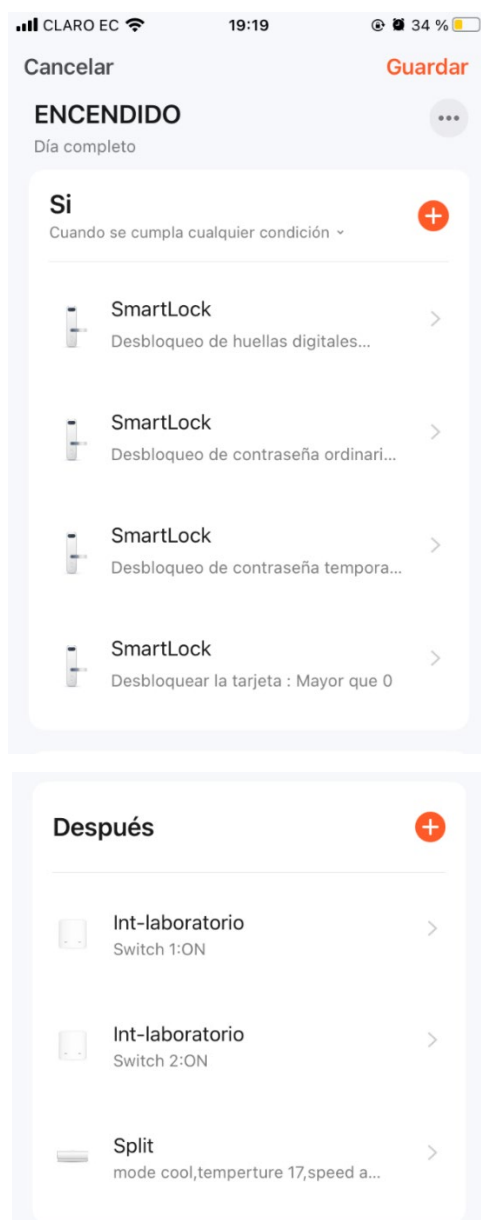 CLARO EC 19:19 34 %
Cancelar Guardar
ENCENDIDO
Día completo
Si
Cuando se cumpla cualquier condición
SmartLock
Desbloqueo de huellas digitales...
SmartLock
Desbloqueo de contraseña ordinari...
SmartLock
Desbloqueo de contraseña tempora...
SmartLock
Desbloquear la tarjeta : Mayor que 0
Después
Int-laboratorio
Switch 1:ON
Int-laboratorio
Switch 2:ON
Split
mode cool,temperture 17,speed a...